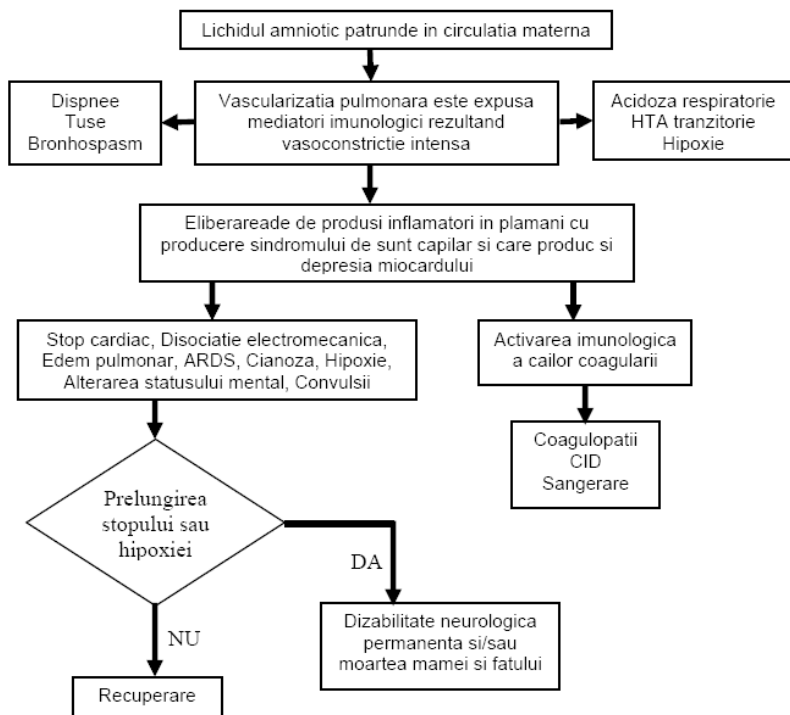 Lichidul amniotic patrunde in circulatia materna
Dispnee
Tuse
Bronhospasm
Vascularizatia pulmonara este expusa
mediatori imunologici rezultand
vasoconstrictie intensa
Acidoza respiratorie
HTA tranzitorie
Hipoxie
Eliberareade de produsi inflamatori in plamani cu
producere sindromului de sunt capilar si care produc si
depresia miocardului
Stop cardiac, Disociatie electromecanica,
Edem pulmonar, ARDS, Cianoza, Hipoxie,
Alterarea statusului mental, Convulsii
Activarea imunologica
a cailor coagularii
Coagulopatii
CID
Sangerare
Prelungirea
stopului sau
hipoxiei
DA
Dizabilitate neurologica
permanenta si/sau
moartea mamei si fatului
NU
Recuperare